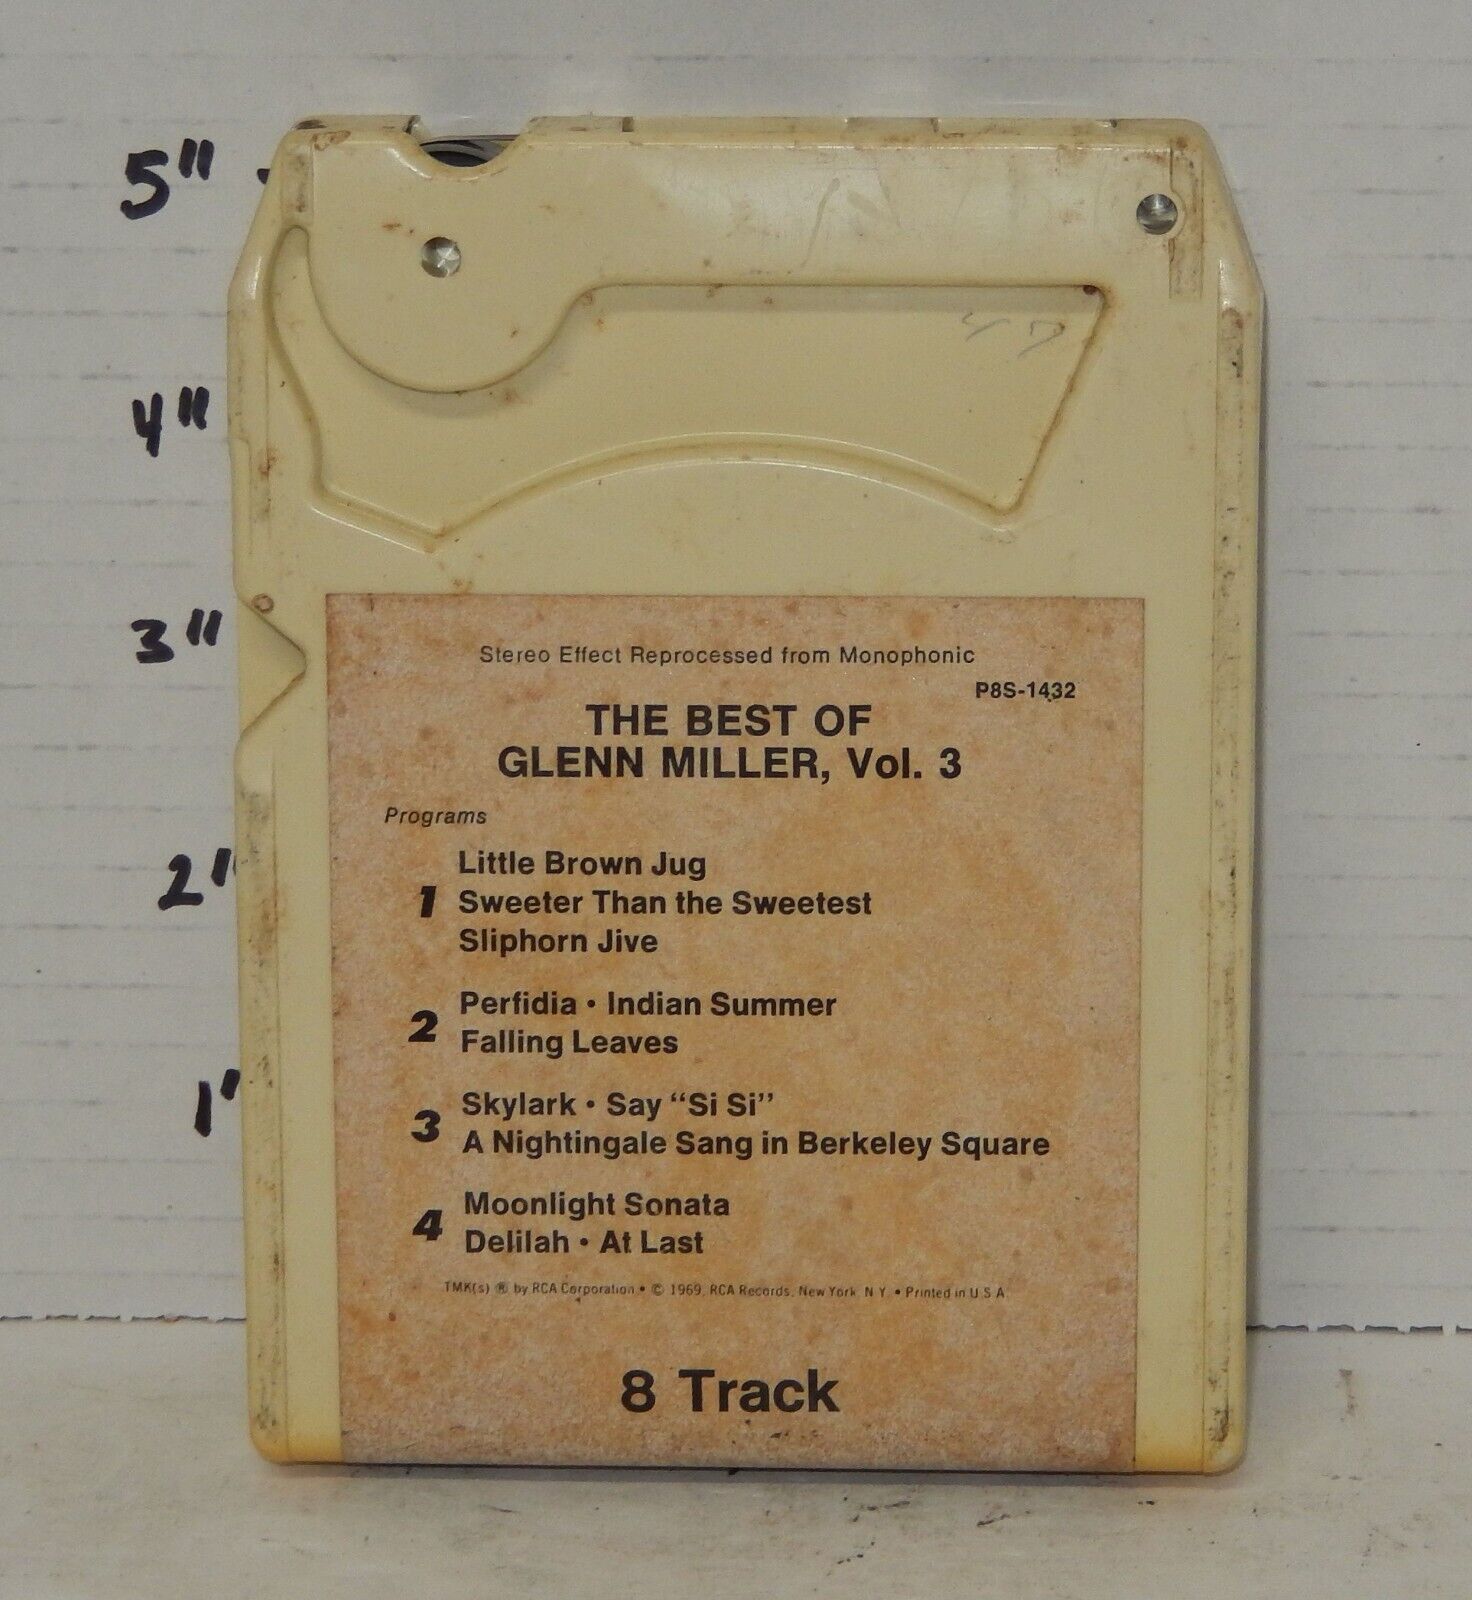 5"
4"
3"
2"
1"
Stereo Effect Reprocessed from Monophonic
P8S-1432
THE BEST OF
GLENN MILLER, Vol. 3
Programs
1
Little Brown Jug
Sweeter Than the Sweetest
Sliphorn Jive
2
Perfidia • Indian Summer
Falling Leaves
3
Skylark • Say “Si Si”
A Nightingale Sang in Berkeley Square
4
Moonlight Sonata
Delilah • At Last
TMK(s) ® by RCA Corporation • © 1969, RCA Records, New York, N.Y. • Printed in U.S.A.
8 Track